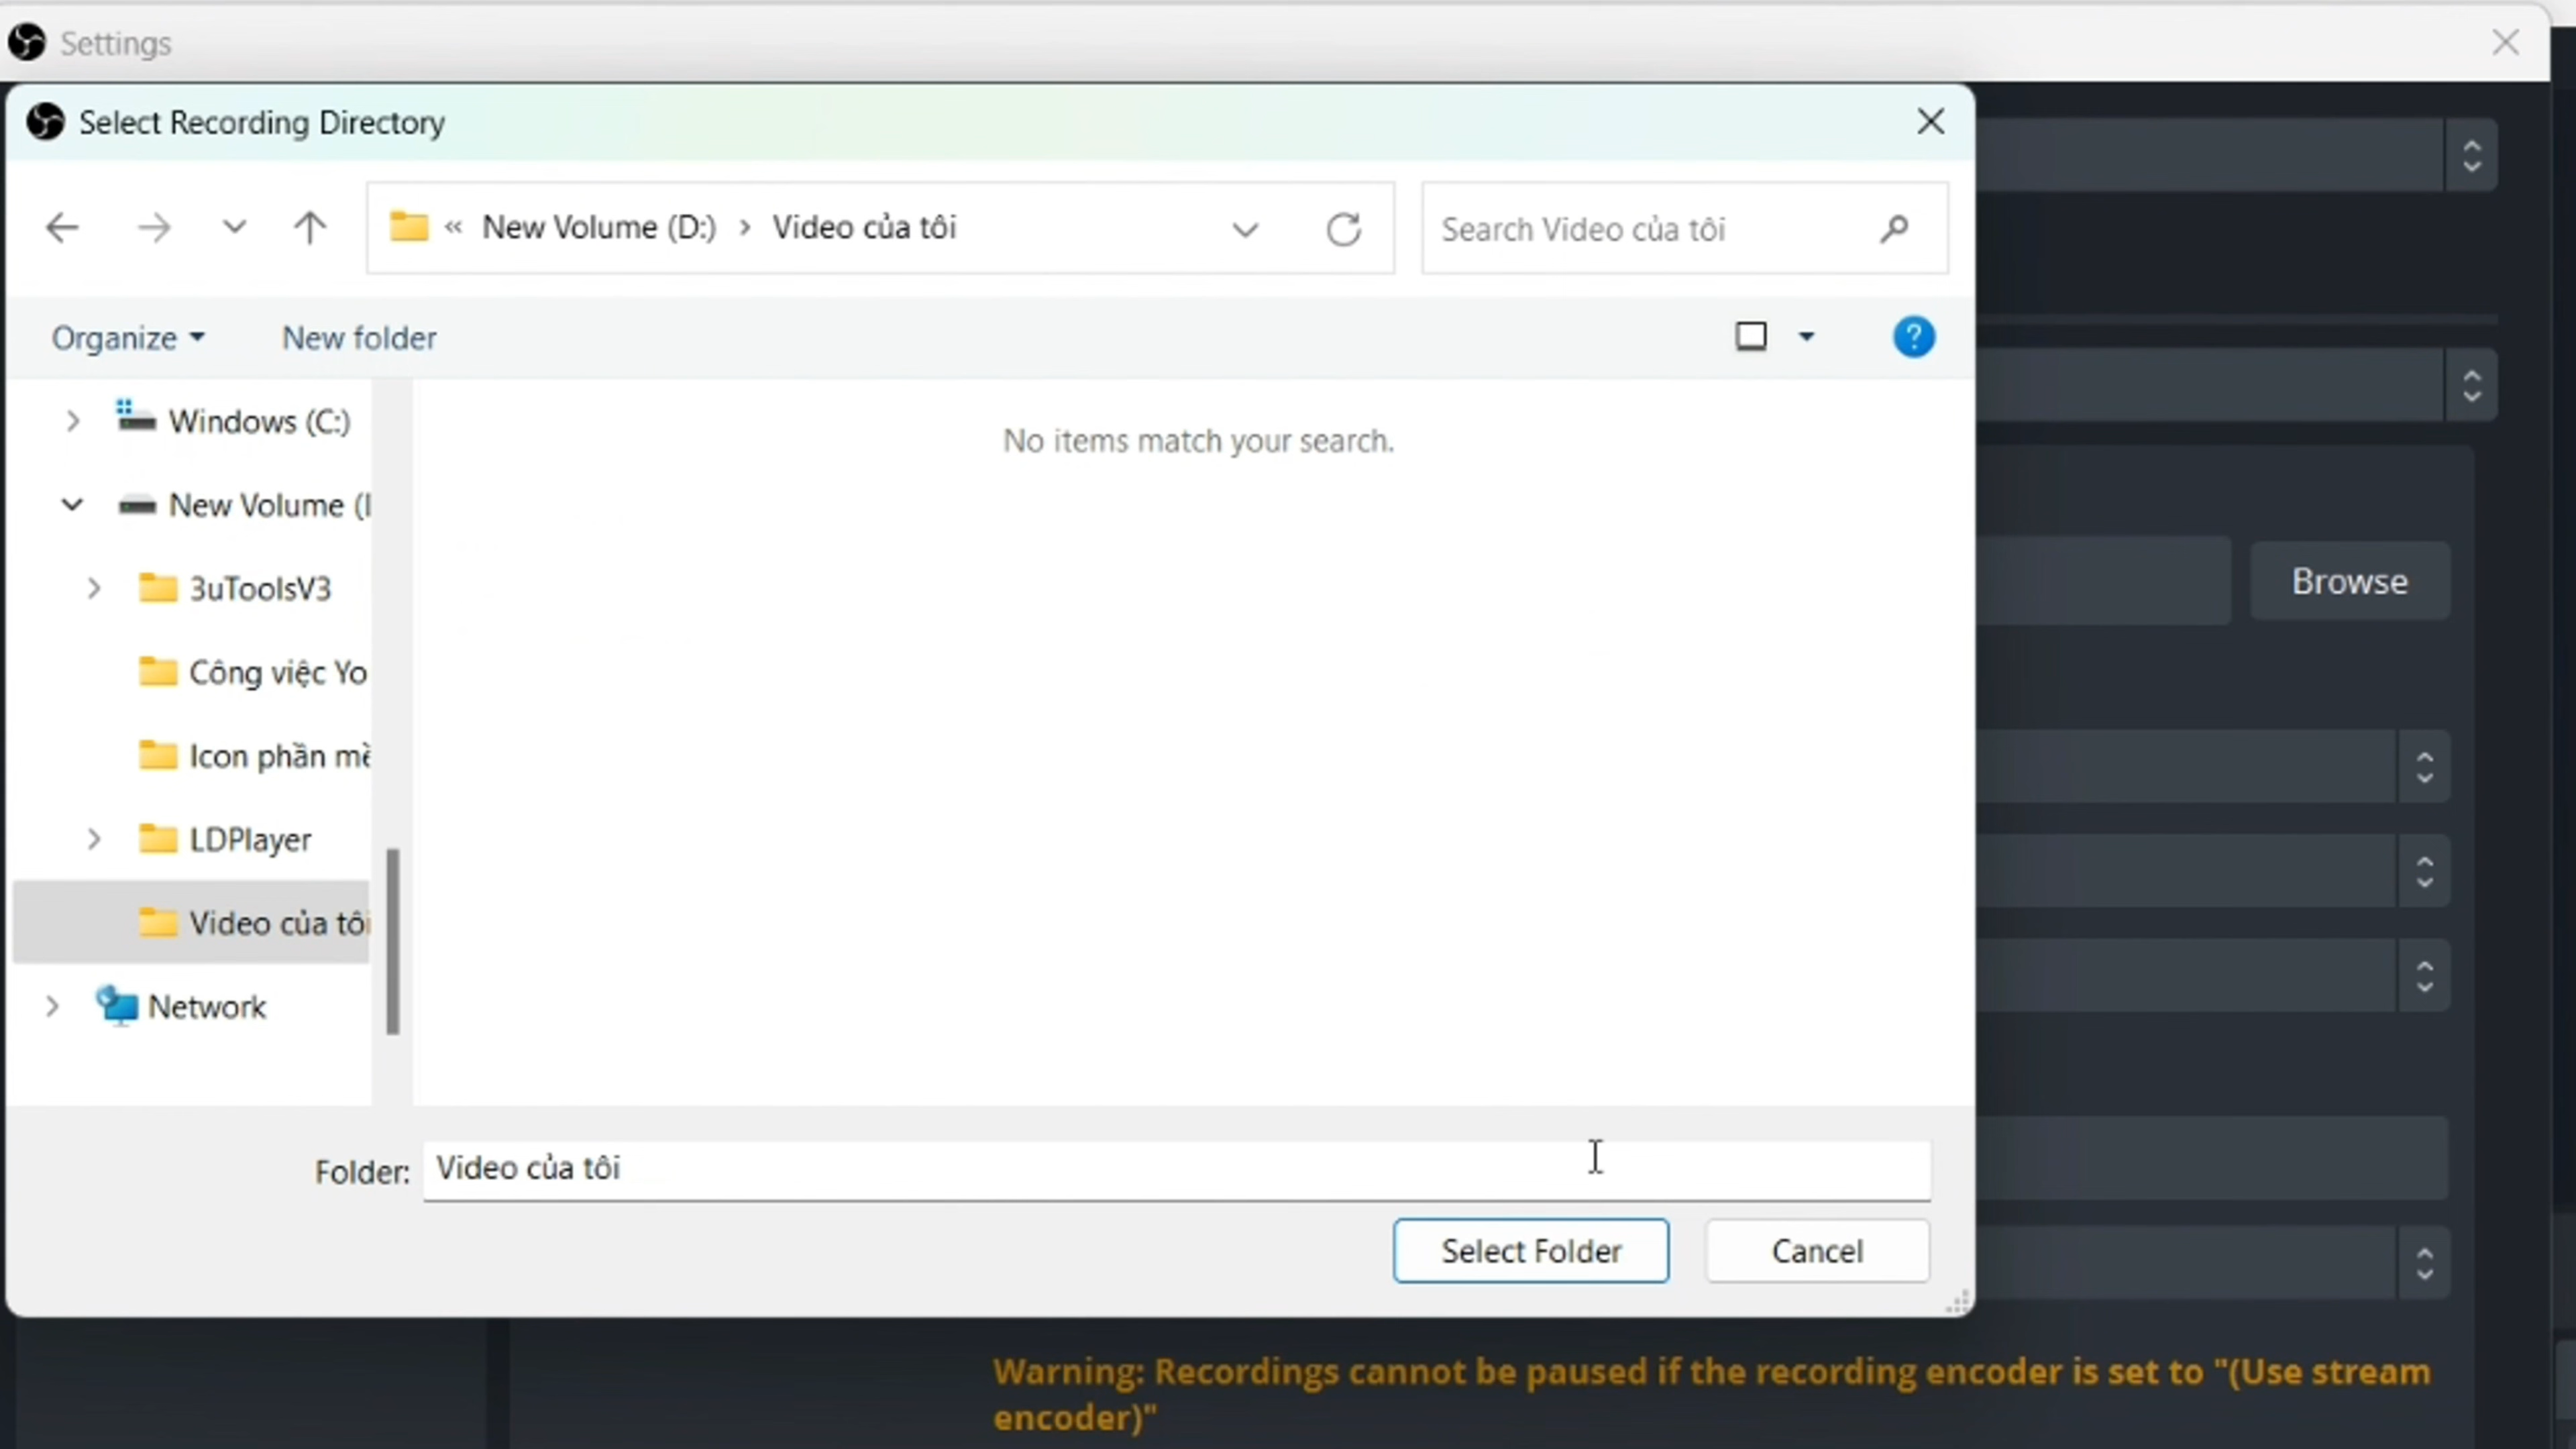 Settings
Select Recording Directory
« New Volume (D:) › Video của tôi
Search Video của tôi
Organize
New folder
Windows (C:)
No items match your search.
New Volume (
3uToolsV3
Browse
Công việc Yo
Icon phần mề
LDPlayer
Video của tôi
Network
Folder: Video của tôi
Select Folder
Cancel
Warning: Recordings cannot be paused if the recording encoder is set to "(Use stream
encoder)"